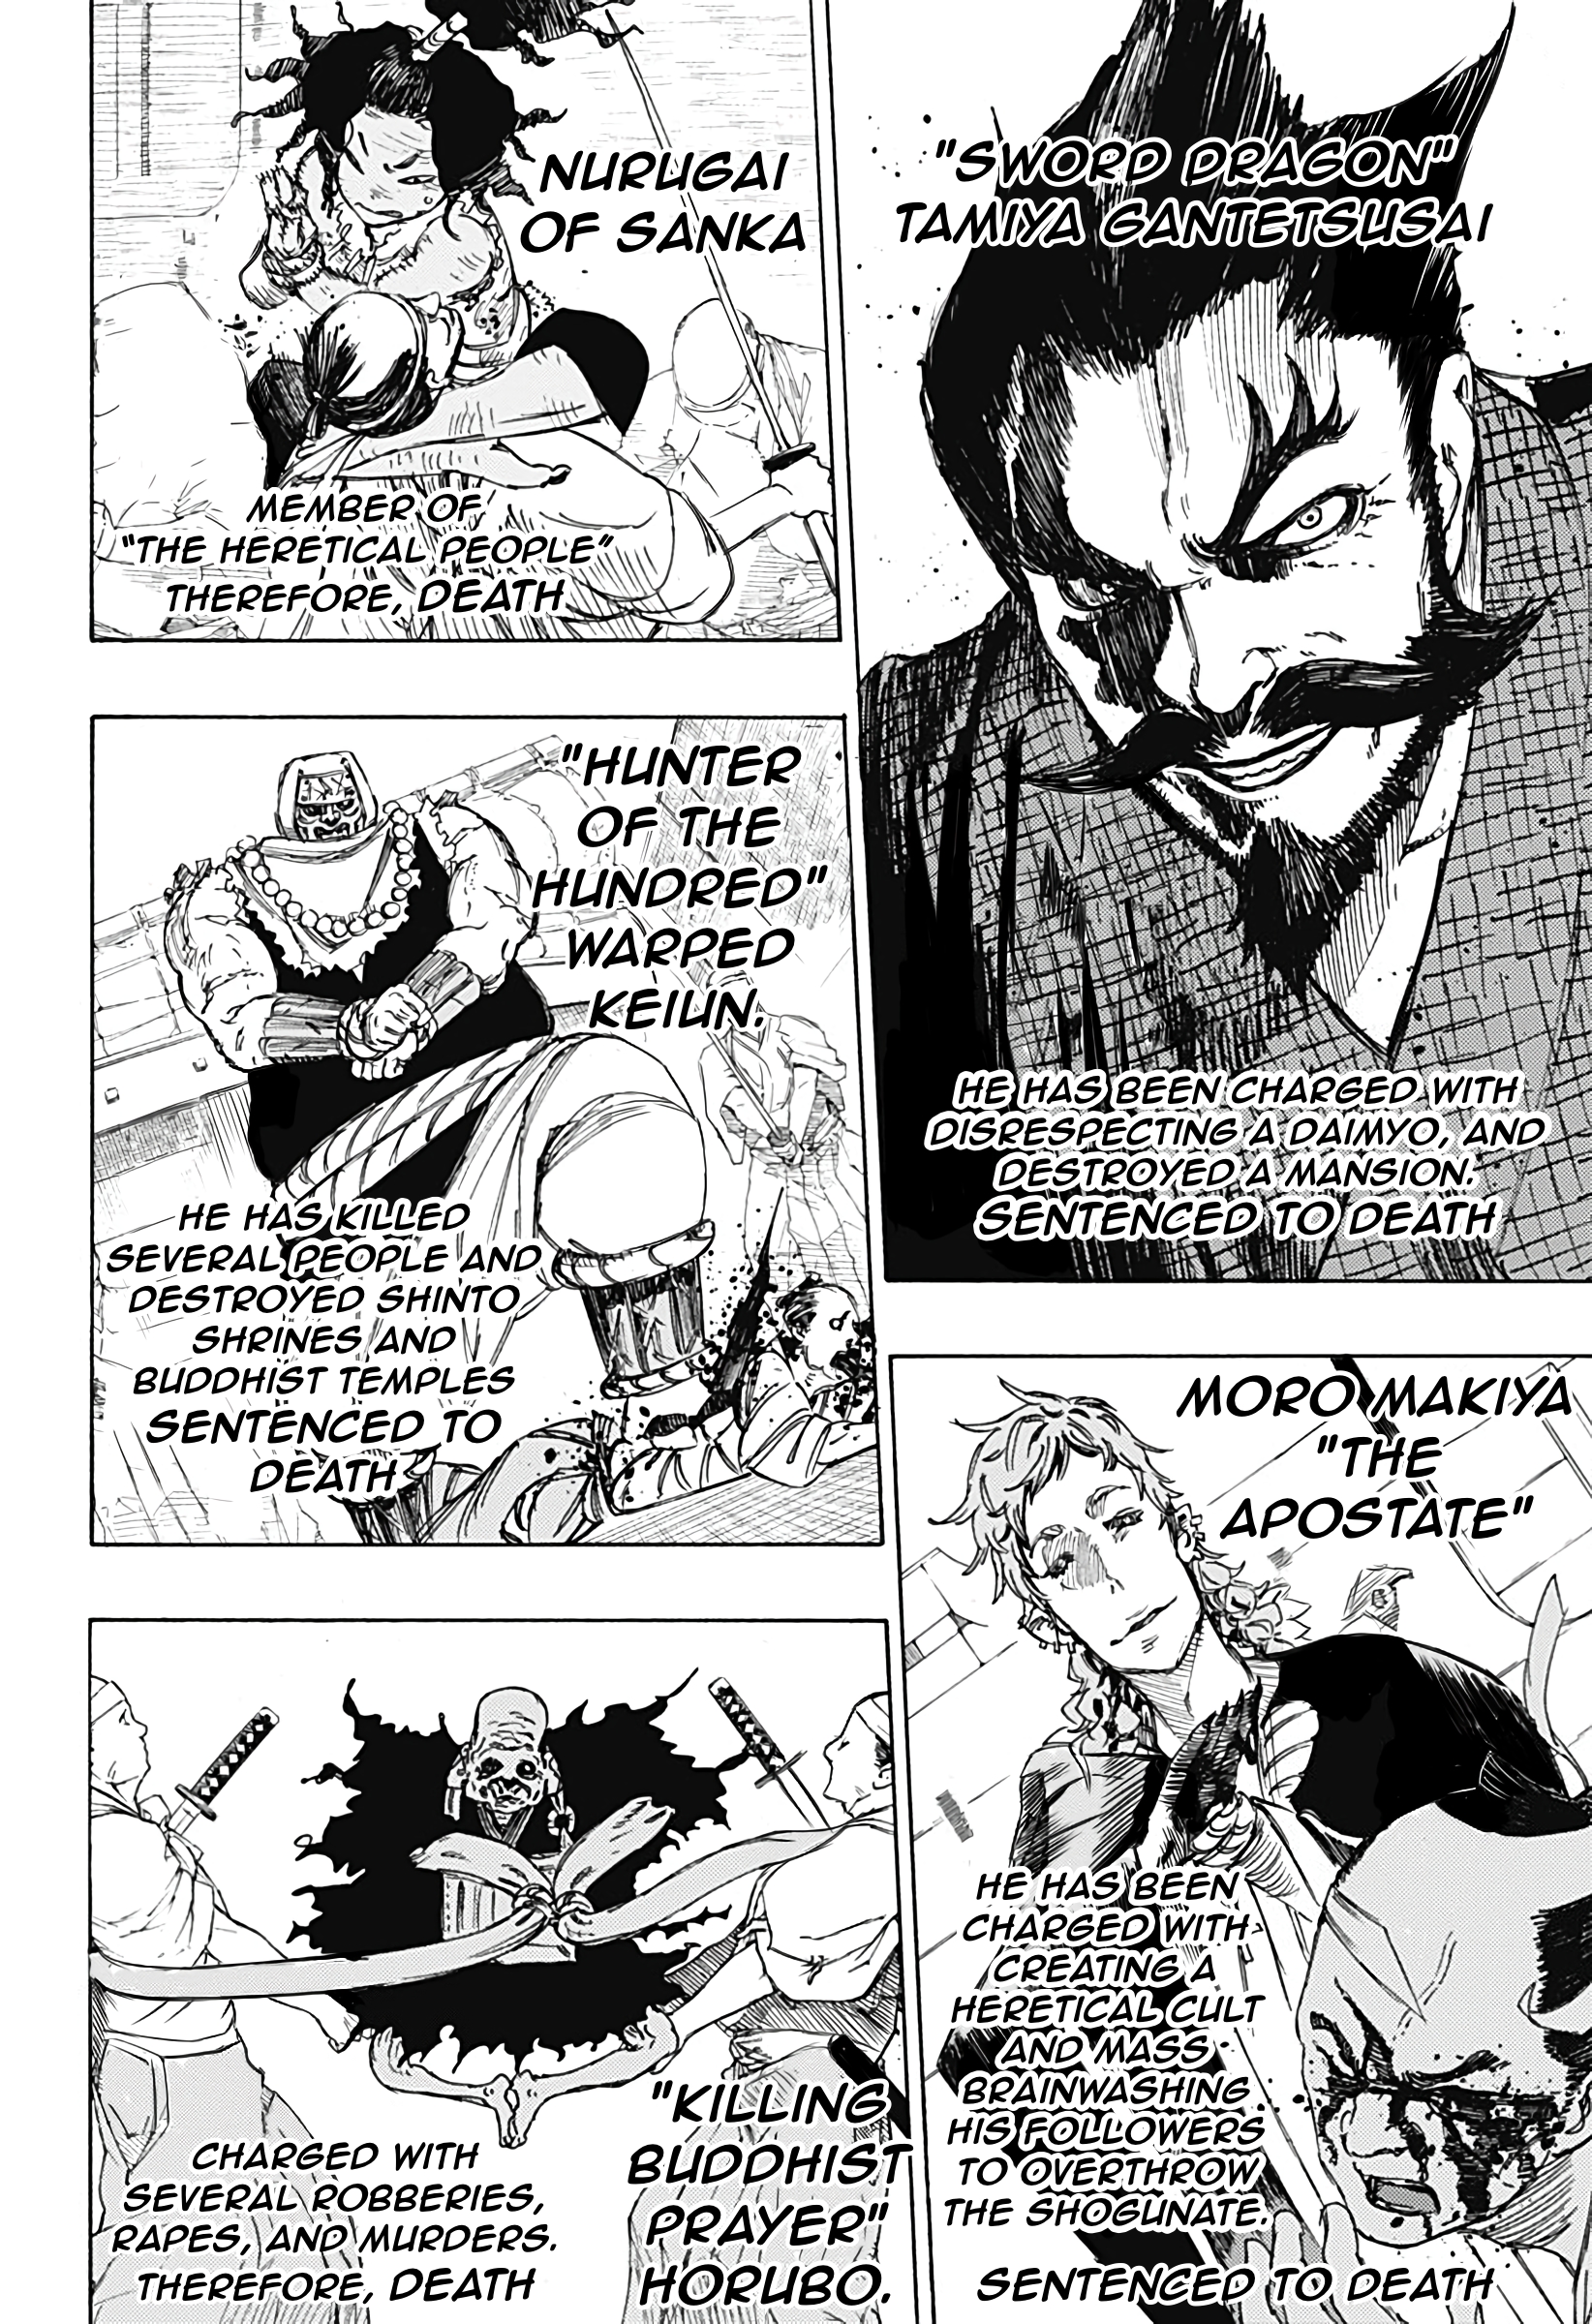 "SWORD DRAGON"
TAMIYA GANTETSUSAI
HE HAS BEEN CHARGED WITH
DISRESPECTING A DAIMYO, AND
DESTROYED A MANSION.
SENTENCED TO DEATH
NURUGAI
OF SANKA
MEMBER OF
"THE HERETICAL PEOPLE"
THEREFORE, DEATH
"HUNTER
OF THE
HUNDRED"
WARPED
KEIUN.
HE HAS KILLED
SEVERAL PEOPLE AND
DESTROYED SHINTO
SHRINES AND
BUDDHIST TEMPLES
SENTENCED TO
DEATH
MORO MAKIYA
"THE
APOSTATE"
HE HAS BEEN
CHARGED WITH
CREATING A
HERETICAL CULT
AND MASS
BRAINWASHING
HIS FOLLOWERS
TO OVERTHROW
THE SHOGUNATE.
SENTENCED TO DEATH
"KILLING
BUDDHIST
PRAYER"
HORUBO.
CHARGED WITH
SEVERAL ROBBERIES,
RAPES, AND MURDERS.
THEREFORE, DEATH